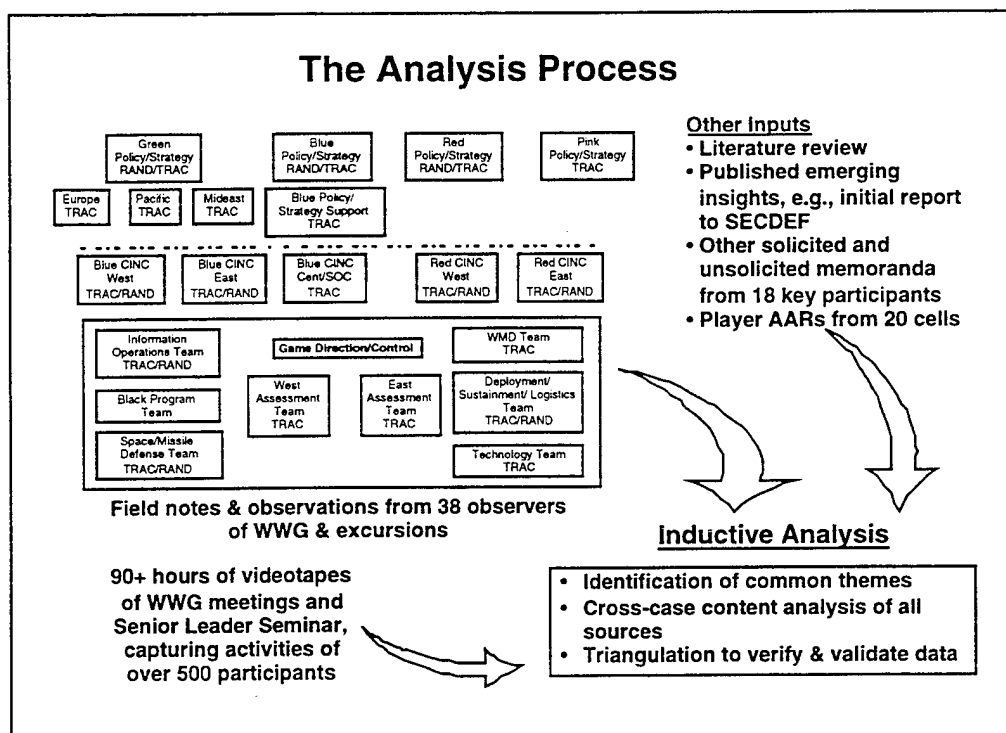 The Analysis Process
Green
Policy/Strategy
RAND/TRAC
Blue
Policy/Strategy
RAND/TRAC
Red
Policy/Strategy
RAND/TRAC
Pink
Policy/Strategy
TRAC
Europe
TRAC
Pacific
TRAC
Mideast
TRAC
Blue Policy/
Strategy Support
TRAC
Blue CINC
West
TRAC/RAND
Blue CINC
East
TRAC/RAND
Blue CINC
Cent/SOC
TRAC
Red CINC
West
TRAC/RAND
Red CINC
East
TRAC/RAND
Information
Operations Team
TRAC/RAND
Black Program
Team
Space/Missile
Defense Team
TRAC/RAND
Game Direction/Control
West
Assessment
Team
TRAC
East
Assessment
Team
TRAC
WMD Team
TRAC
Deployment/
Sustainment/ Logistics
Team
TRAC/RAND
Technology Team
TRAC
Field notes & observations from 38 observers
of WWG & excursions
90+ hours of videotapes
of WWG meetings and
Senior Leader Seminar,
capturing activities of
over 500 participants
Other Inputs
• Literature review
• Published emerging
insights, e.g., initial report
to SECDEF
• Other solicited and
unsolicited memoranda
from 18 key participants
• Player AARs from 20 cells
Inductive Analysis
• Identification of common themes
• Cross-case content analysis of all
sources
• Triangulation to verify & validate data